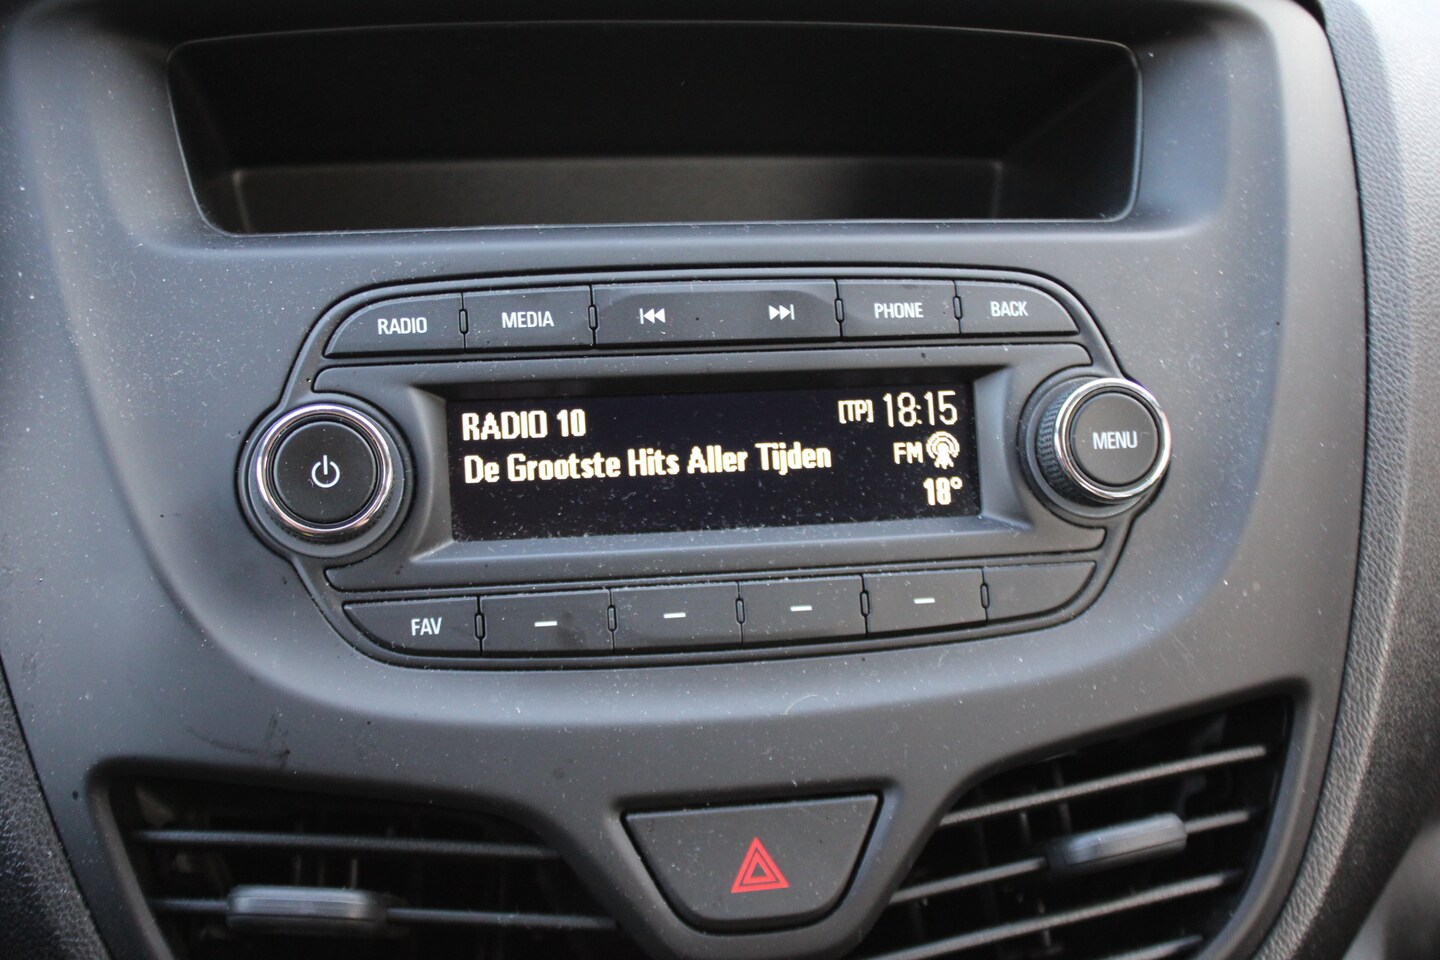 RADIO
MEDIA
PHONE
BACK
RADIO 10
[TP] 18:15
De Grootste Hits Aller Tijden
FM
18°
MENU
FAV